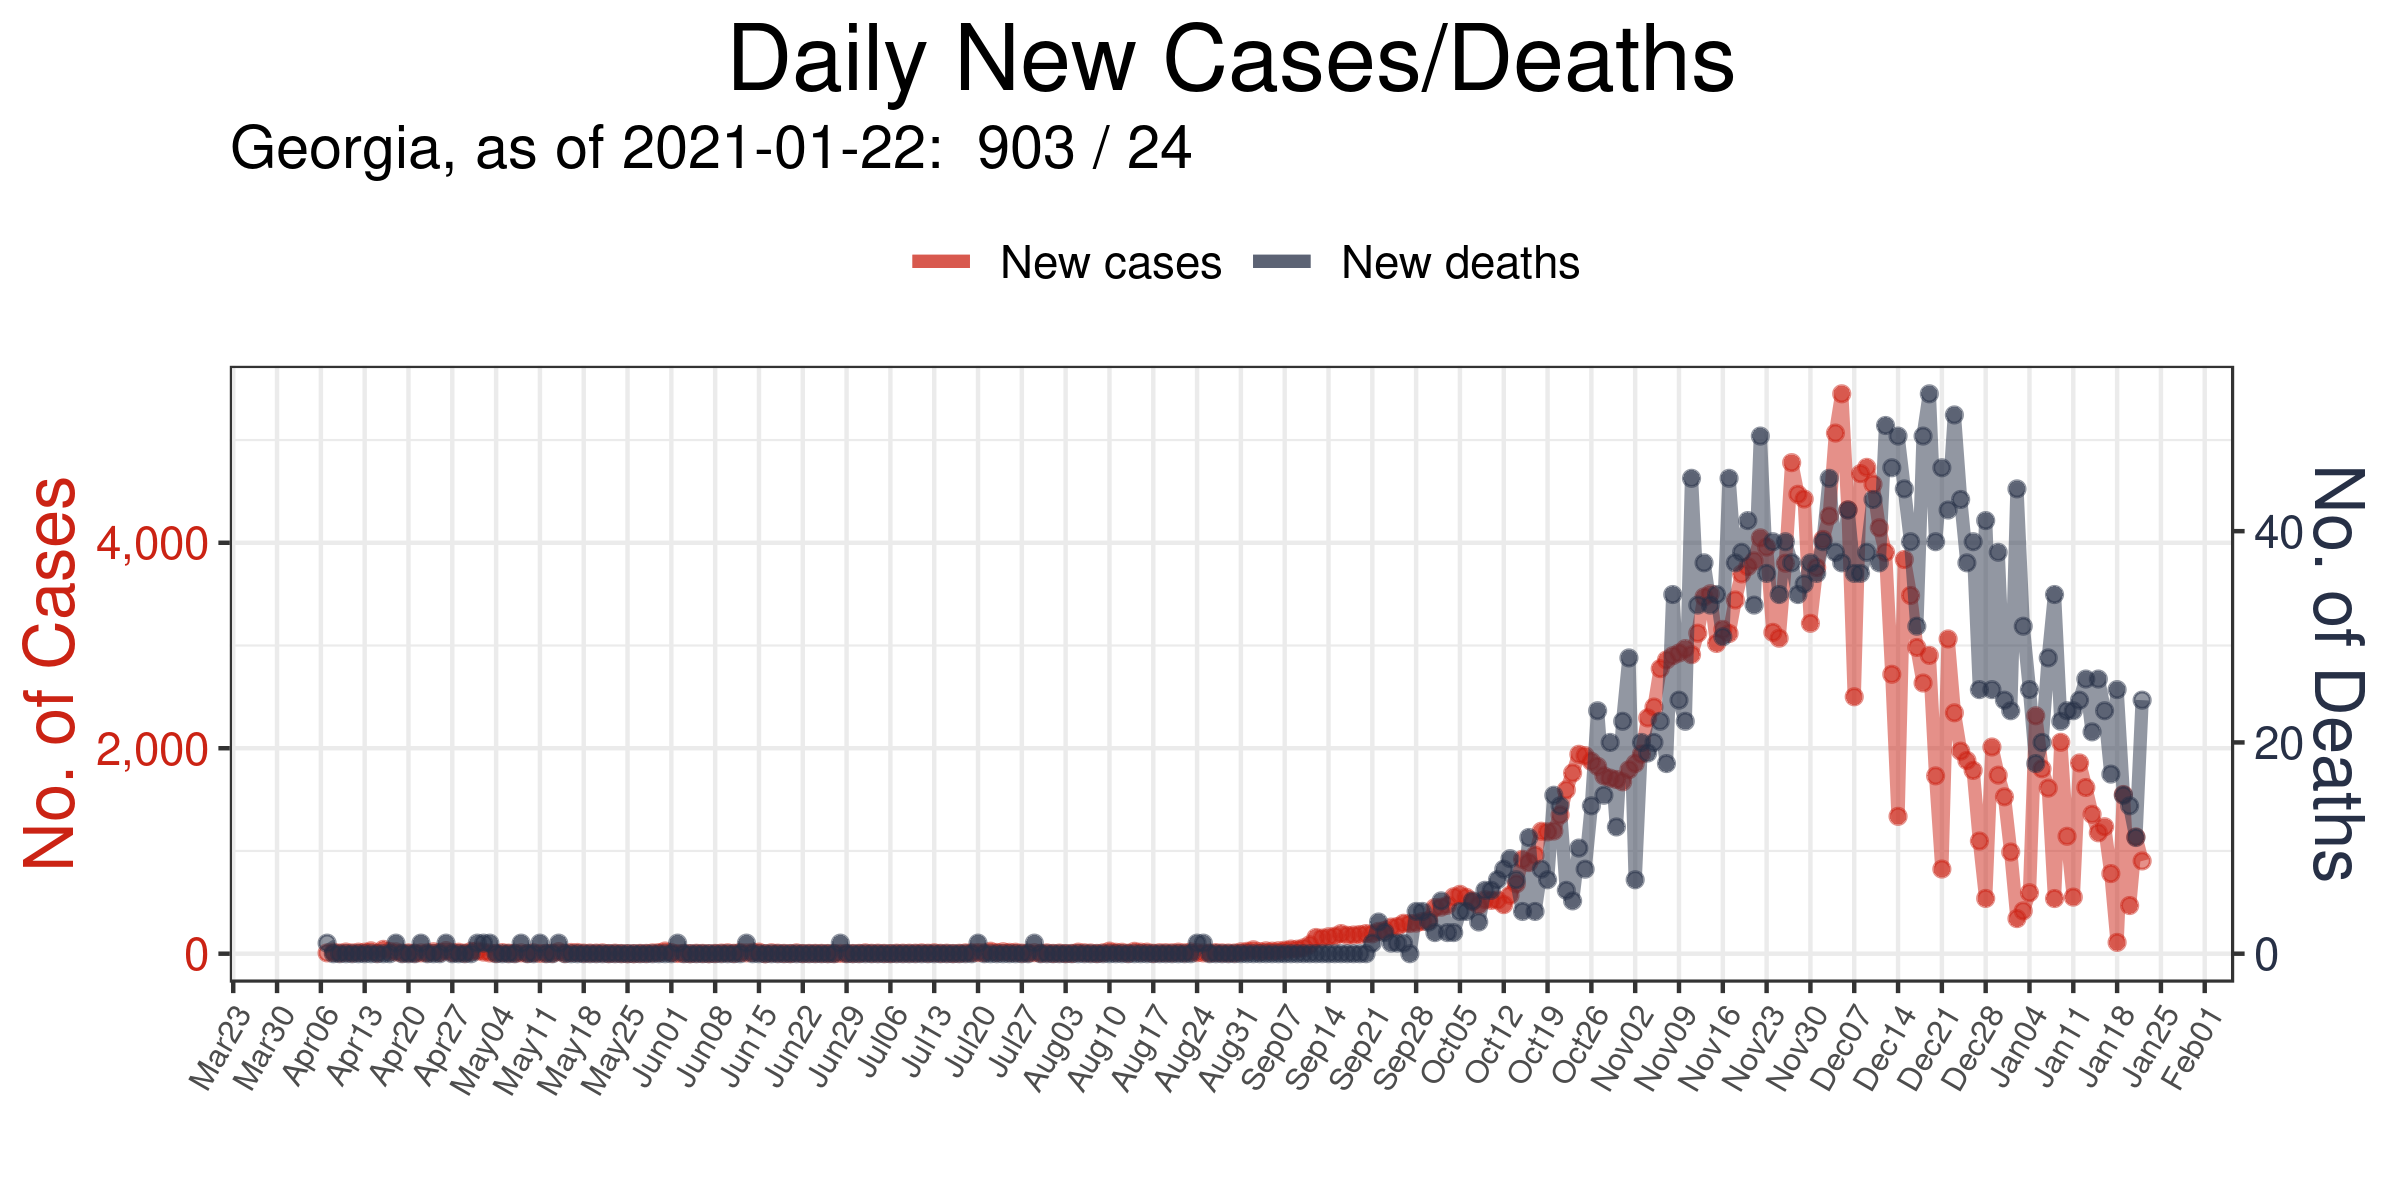 Daily New Cases/Deaths
Georgia, as of 2021-01-22:  903 / 24
New cases New deaths
No. of Cases
4,000
2,000
0
No. of Deaths
40
20
0
Mar23 Mar30 Apr06 Apr13 Apr20 Apr27 May04 May11 May18 May25 Jun01 Jun08 Jun15 Jun22 Jun29 Jul06 Jul13 Jul20 Jul27 Aug03 Aug10 Aug17 Aug24 Aug31 Sep07 Sep14 Sep21 Sep28 Oct05 Oct12 Oct19 Oct26 Nov02 Nov09 Nov16 Nov23 Nov30 Dec07 Dec14 Dec21 Dec28 Jan04 Jan11 Jan18 Jan25 Feb01